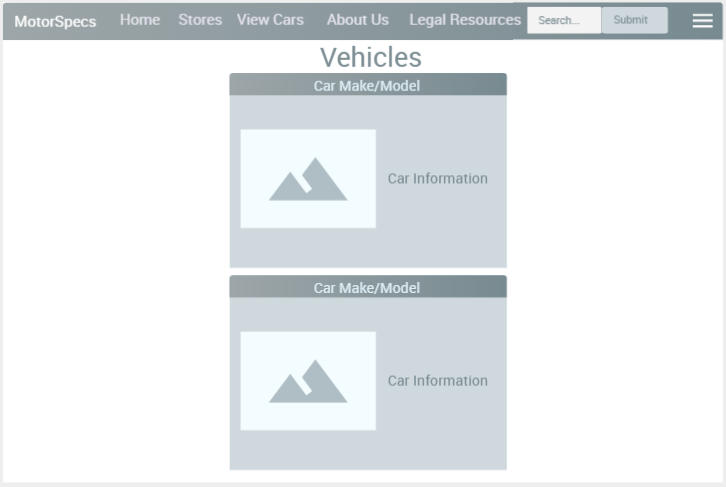 MotorSpecs Home Stores View Cars About Us Legal Resources Search... Submit
Vehicles
Car Make/Model
Car Information
Car Make/Model
Car Information